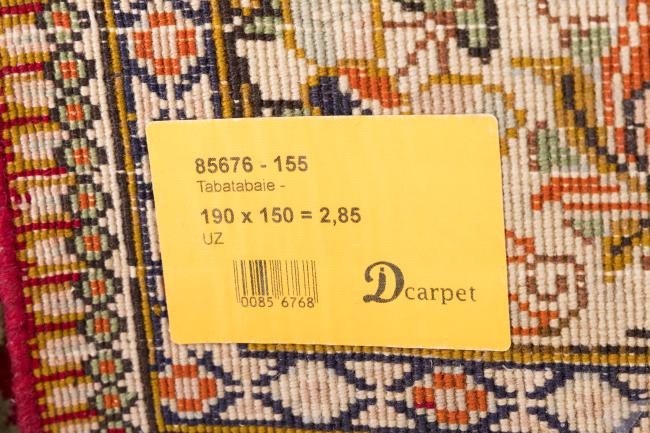 85676 - 155
Tabatabaie -
190 x 150 = 2,85
UZ
0085 6768
Dcarpet